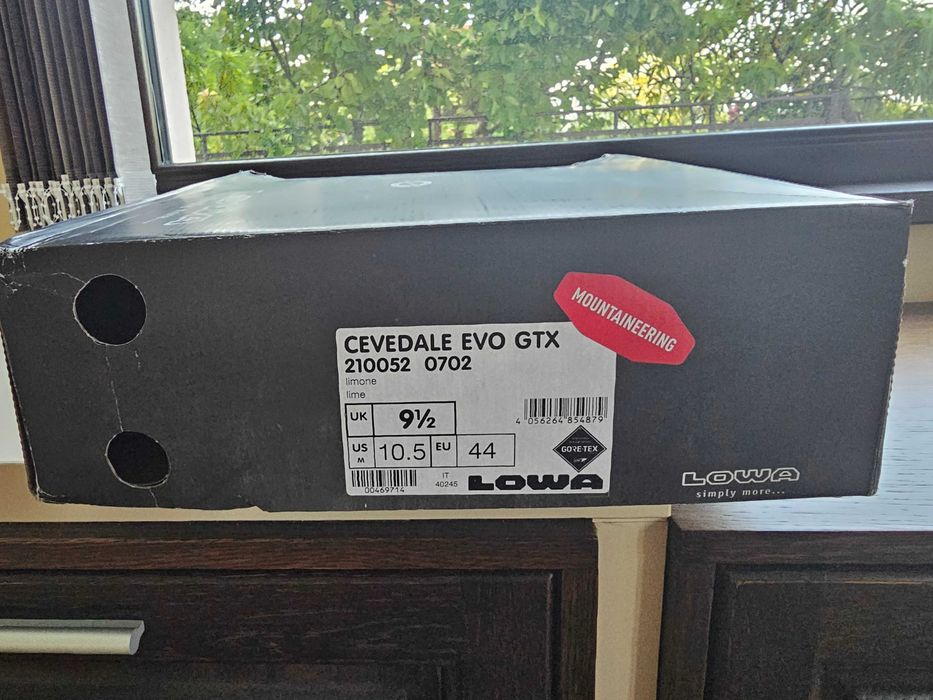 MOUNTAINEERING
CEVEDALE EVO GTX
210052 0702
limone
lime
UK 9½
4 056264 854879
US M 10.5 EU 44
GORE-TEX
00469714
IT
40245
LOWA
LOWA
simply more...